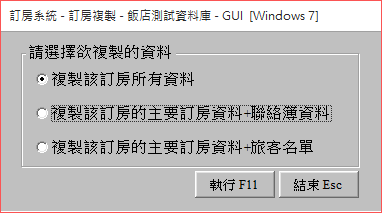 訂房系統 - 訂房複製 - 飯店測試資料庫 - GUI [Windows 7]
請選擇欲複製的資料
複製該訂房所有資料
複製該訂房的主要訂房資料+聯絡簿資料
複製該訂房的主要訂房資料+旅客名單
執行 F11 結束 Esc